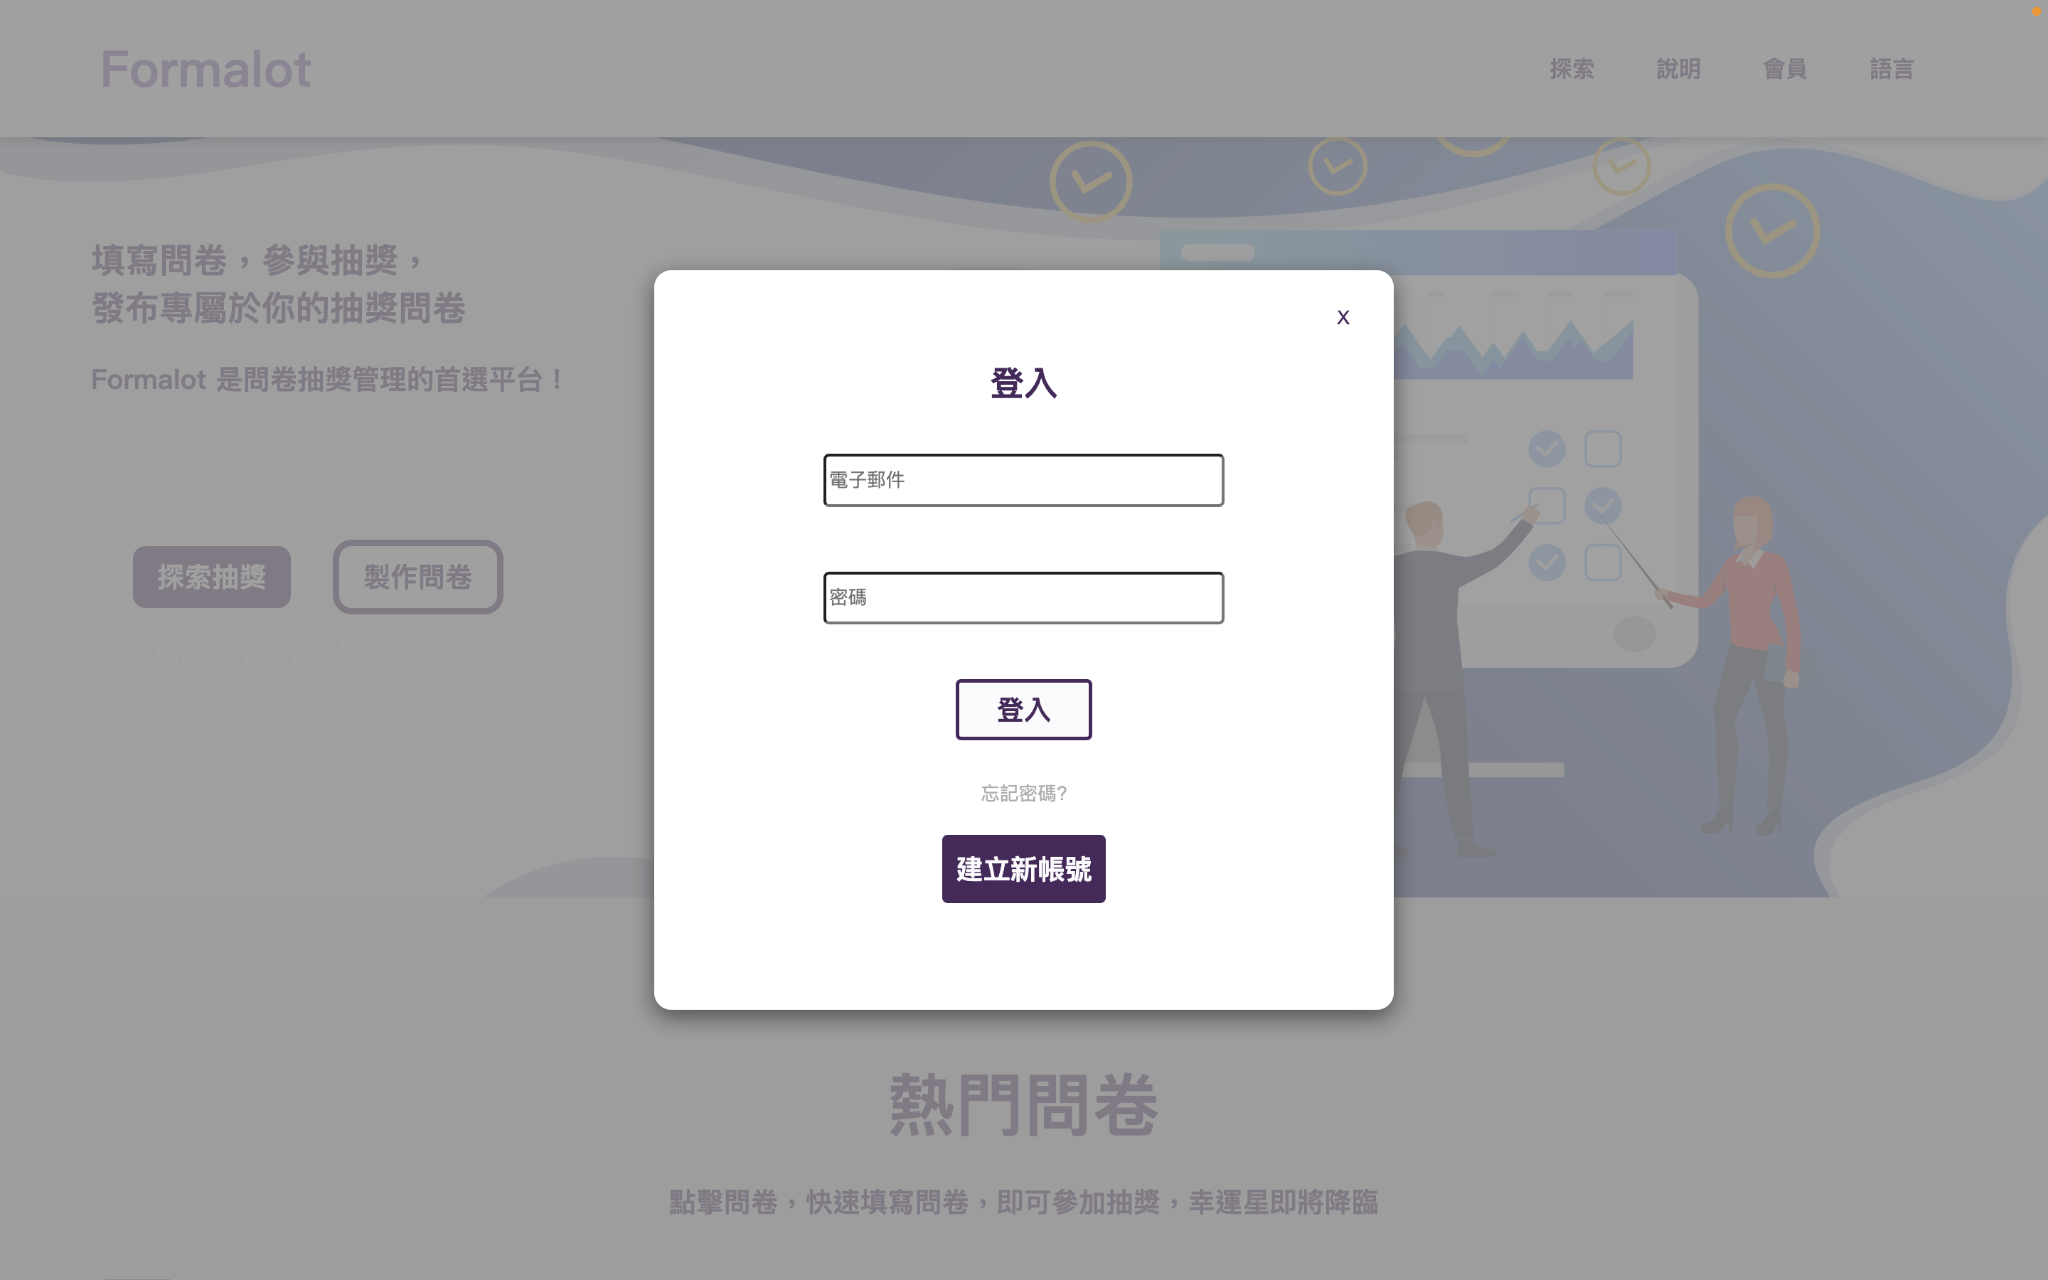 Formalot
探索
說明
會員
語言
填寫問卷，參與抽獎，
發布專屬於你的抽獎問卷
Formalot 是問卷抽獎管理的首選平台！
探索抽獎
製作問卷
Get started
x
登入
電子郵件
密碼
登入
忘記密碼?
建立新帳號
熱門問卷
點擊問卷，快速填寫問卷，即可參加抽獎，幸運星即將降臨